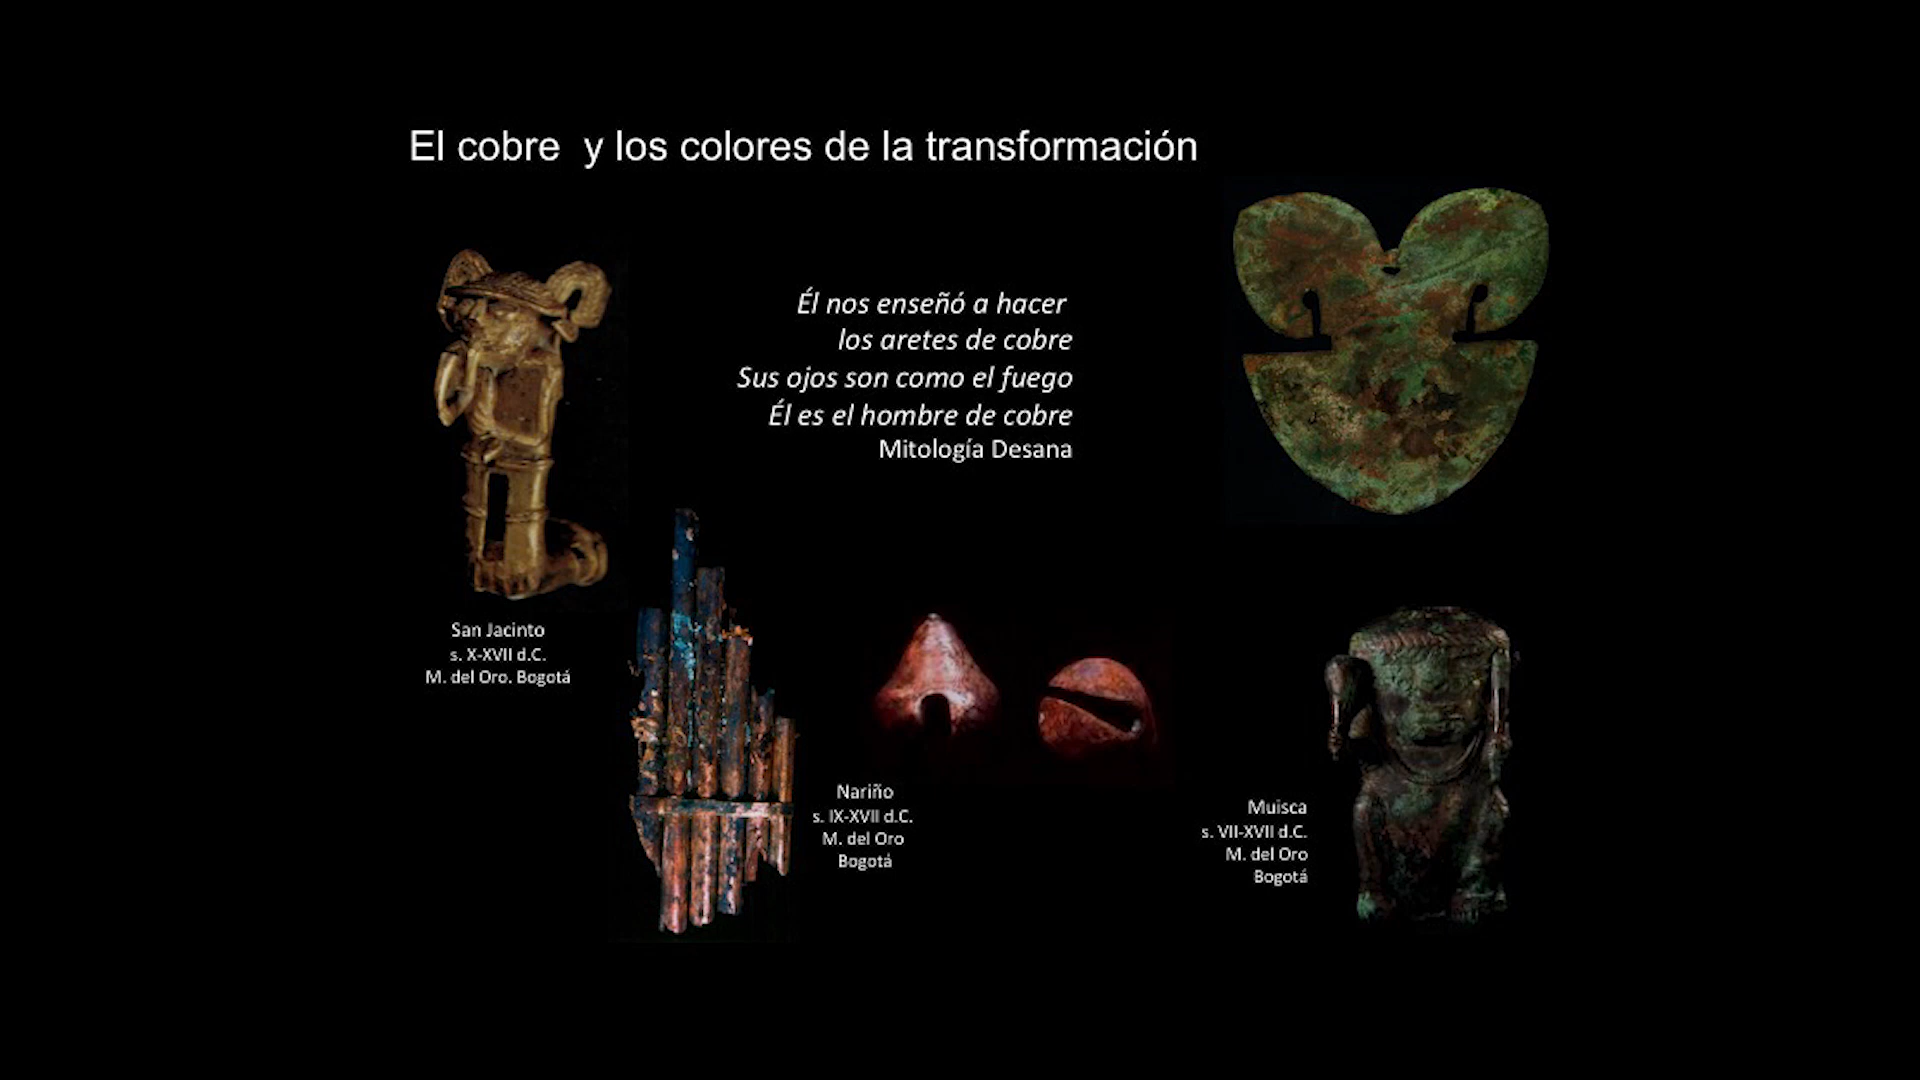 El cobre  y los colores de la transformación
Él nos enseñó a hacer
los aretes de cobre
Sus ojos son como el fuego
Él es el hombre de cobre
Mitología Desana
San Jacinto
s. X-XVII d.C.
M. del Oro. Bogotá
Nariño
s. IX-XVII d.C.
M. del Oro
Bogotá
Muisca
s. VII-XVII d.C.
M. del Oro
Bogotá